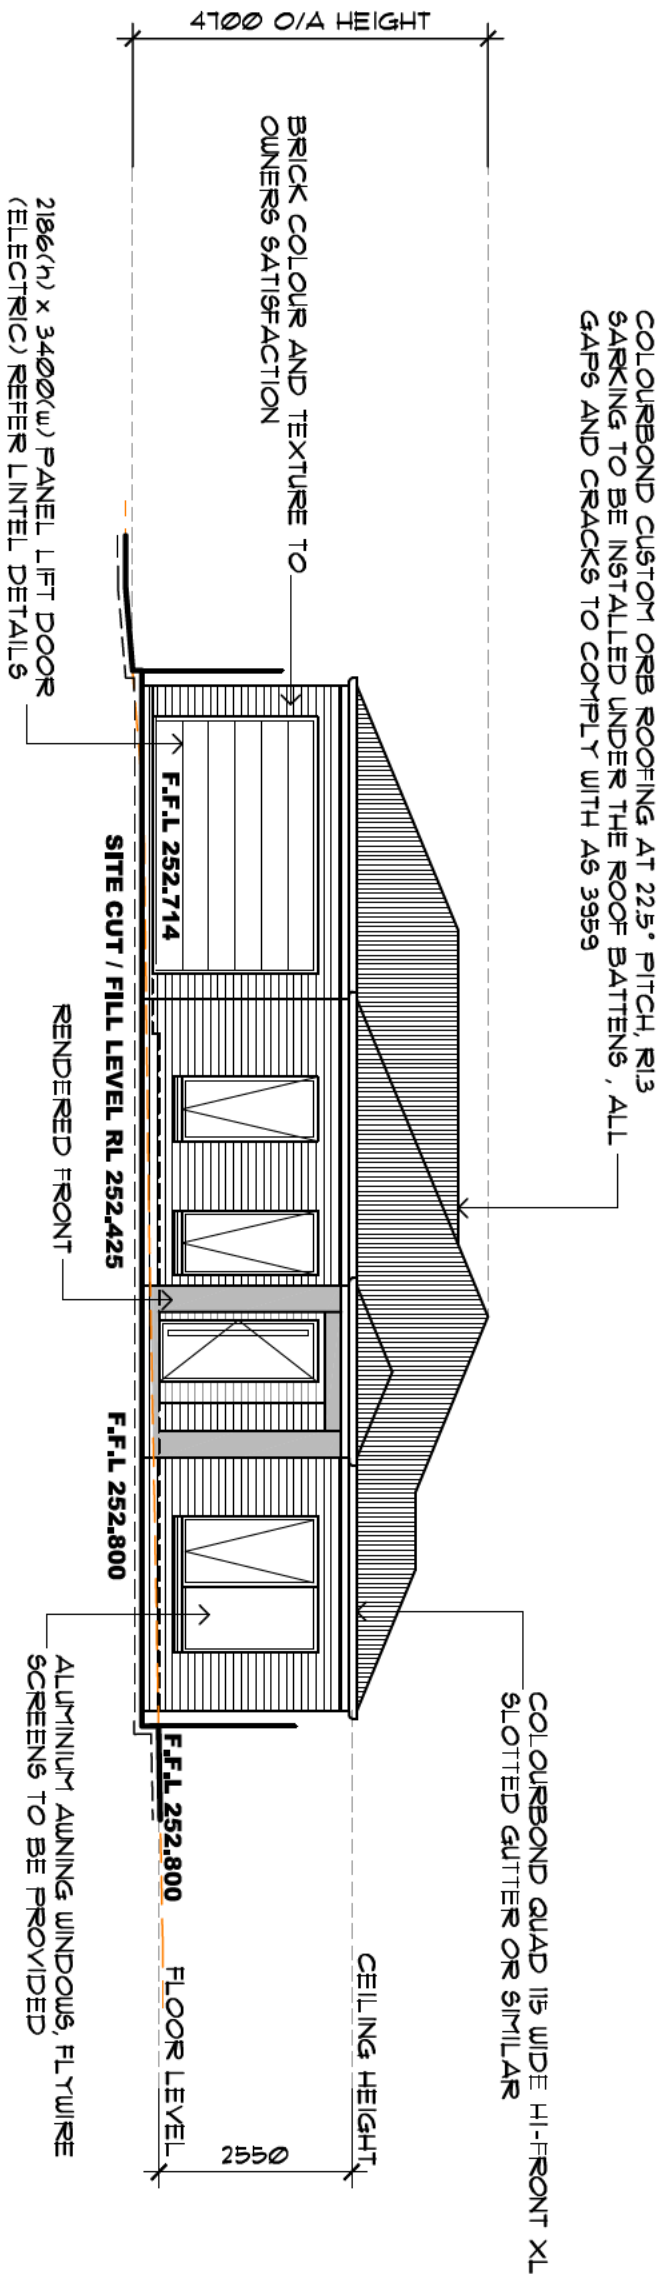 4700 O/A HEIGHT
COLOURBOND CUSTOM ORB ROOFING AT 22.5° PITCH, R1.3
SARKING TO BE INSTALLED UNDER THE ROOF BATTENS , ALL
GAPS AND CRACKS TO COMPLY WITH AS 3959
COLOURBOND QUAD 115 WIDE HI-FRONT XL
SLOTTED GUTTER OR SIMILAR
BRICK COLOUR AND TEXTURE TO
OWNERS SATISFACTION
CEILING HEIGHT
2550
F.F.L 252.714
F.F.L 252.800
FLOOR LEVEL
SITE CUT / FILL LEVEL RL 252.425
F.F.L 252.800
RENDERED FRONT
2186(h) x 3400(w) PANEL LIFT DOOR
(ELECTRIC) REFER LINTEL DETAILS
ALUMINIUM AWNING WINDOWS, FLYWIRE
SCREENS TO BE PROVIDED